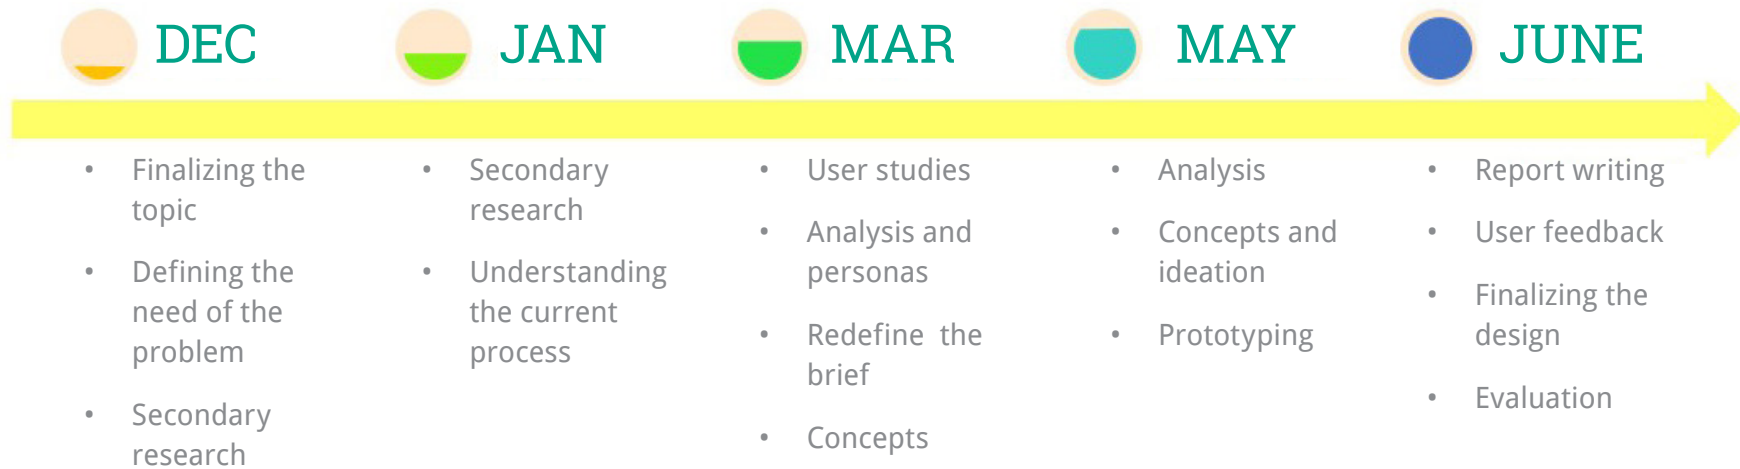 DEC
• Finalizing the
topic
• Defining the
need of the
problem
• Secondary
research
JAN
• Secondary
research
• Understanding
the current
process
MAR
• User studies
• Analysis and
personas
• Redefine the
brief
• Concepts
MAY
• Analysis
• Concepts and
ideation
• Prototyping
JUNE
• Report writing
• User feedback
• Finalizing the
design
• Evaluation